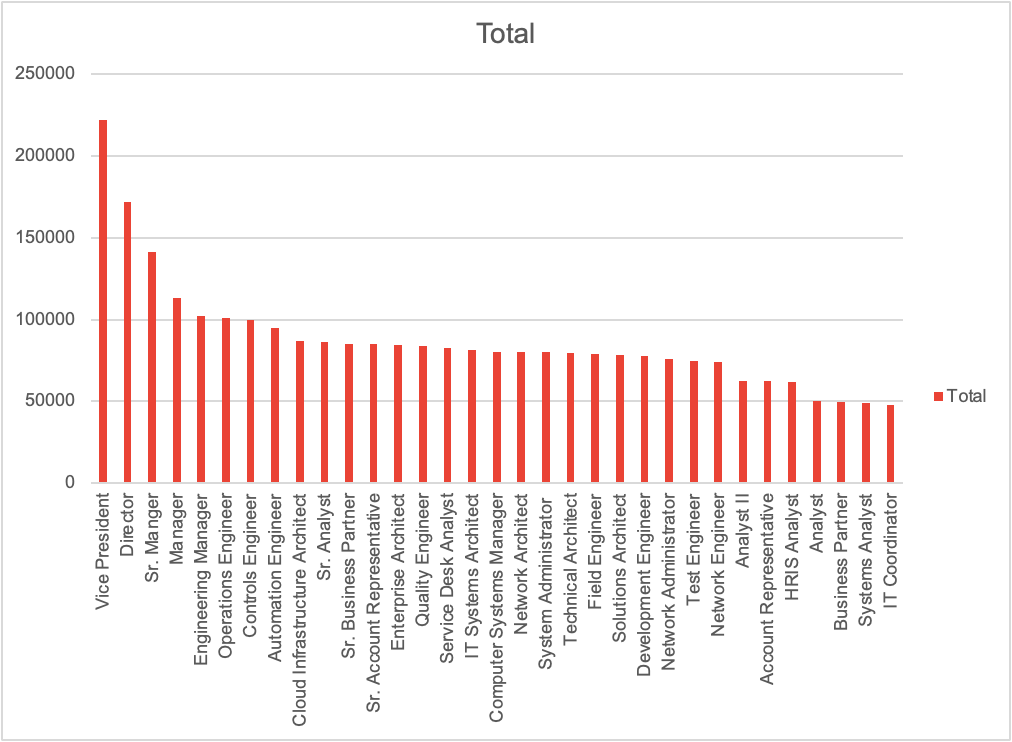 Total
250000
200000
150000
100000
50000
0
Total
Vice President
Director
Sr. Manger
Manager
Engineering Manager
Operations Engineer
Controls Engineer
Automation Engineer
Cloud Infrastructure Architect
Sr. Analyst
Sr. Business Partner
Sr. Account Representative
Enterprise Architect
Quality Engineer
Service Desk Analyst
IT Systems Architect
Computer Systems Manager
Network Architect
System Administrator
Technical Architect
Field Engineer
Solutions Architect
Development Engineer
Network Administrator
Test Engineer
Network Engineer
Analyst II
Account Representative
HRIS Analyst
Analyst
Business Partner
Systems Analyst
IT Coordinator